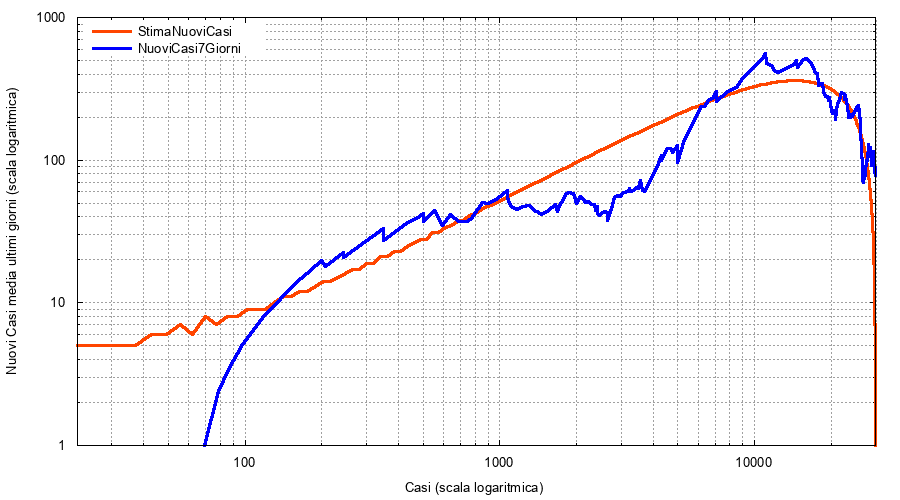 StimaNuoviCasi
NuoviCasi7Giorni
Nuovi Casi media ultimi giorni (scala logaritmica)
1000
100
10
1
100 1000 10000
Casi (scala logaritmica)